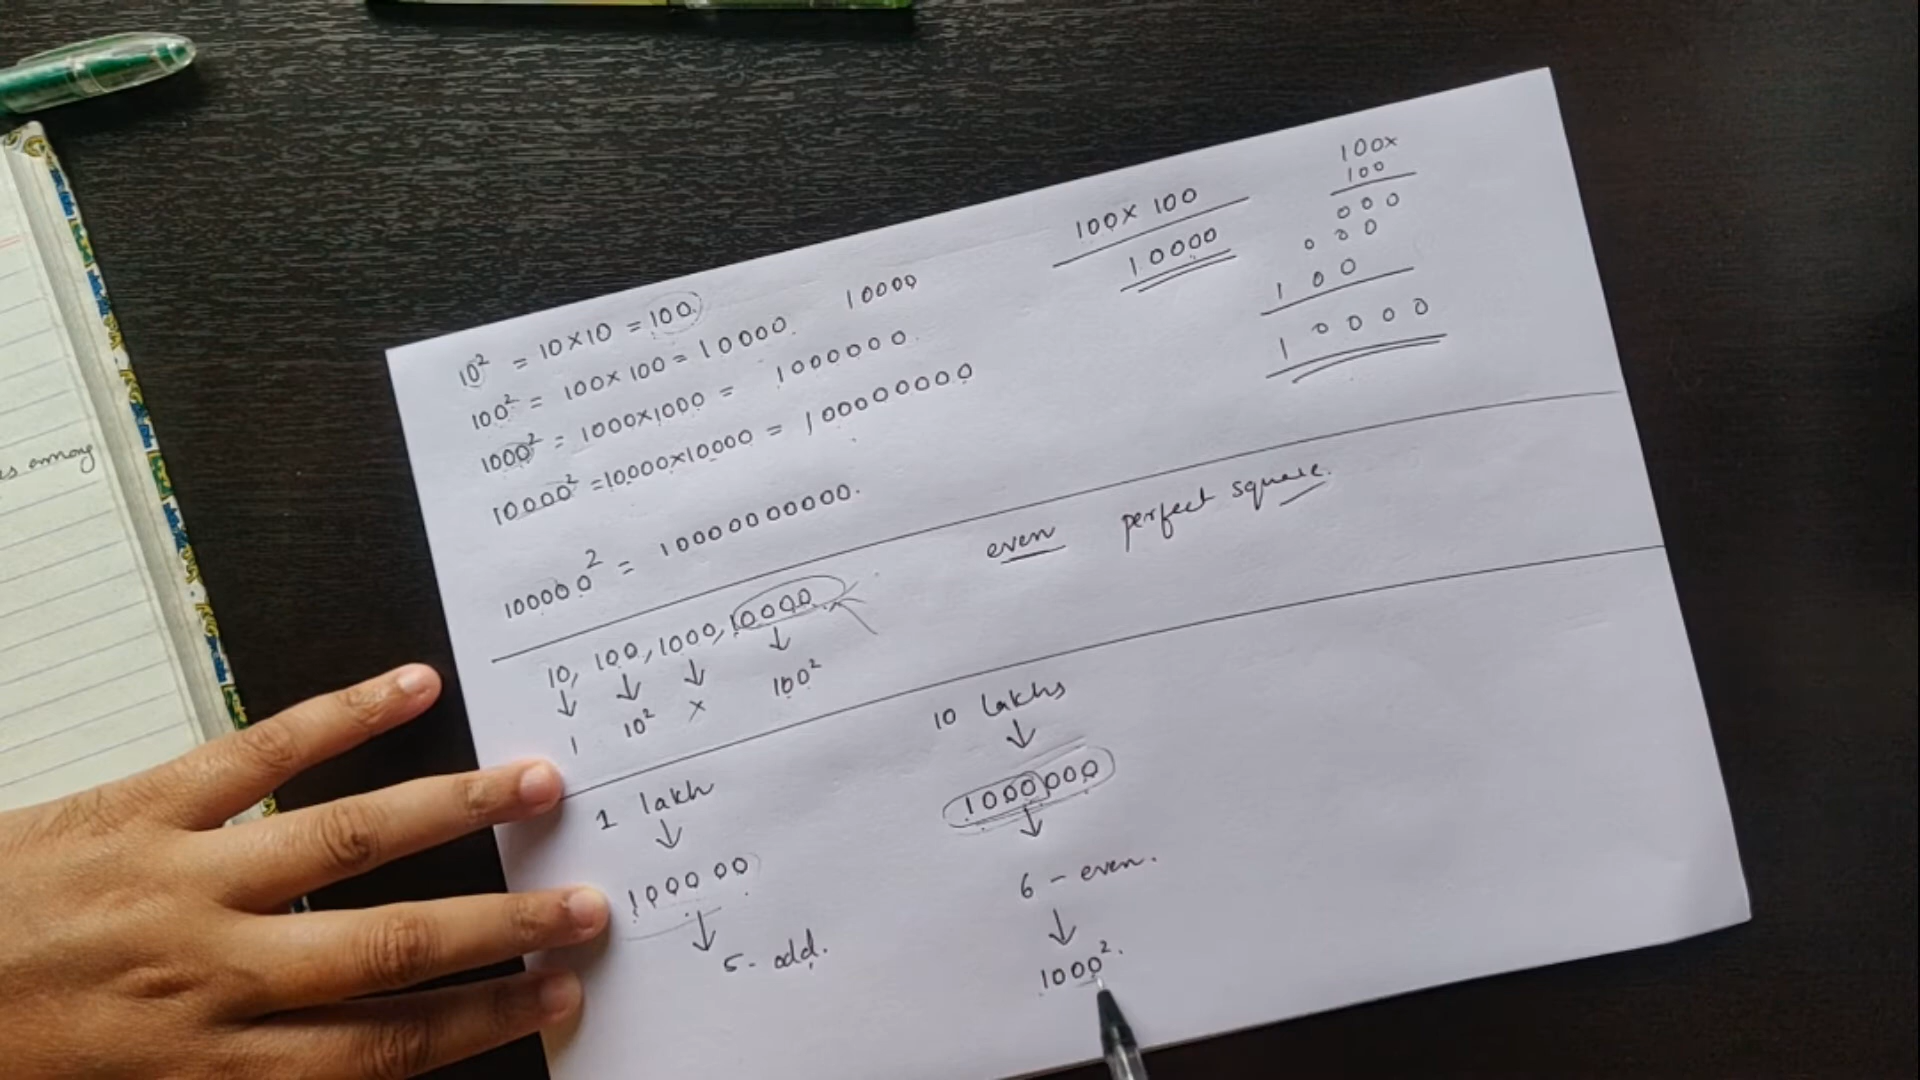 s among
10² = 10×10 = 100.
100² = 100×100 = 10000. 10000
1000² = 1000×1000 = 1000000.
10000² = 10000×10000 = 100000000
100000² = 10000000000.
100× 100
10000
100×
100
000
000
100
10000
even perfect square.
10, 100, 1000, 10000
↓ ↓ ↓ ↓
1 10² × 100²
1 lakh
↓
100000
↓
5 - odd.
10 lakhs
↓
1000000
↓
6 - even.
↓
1000².